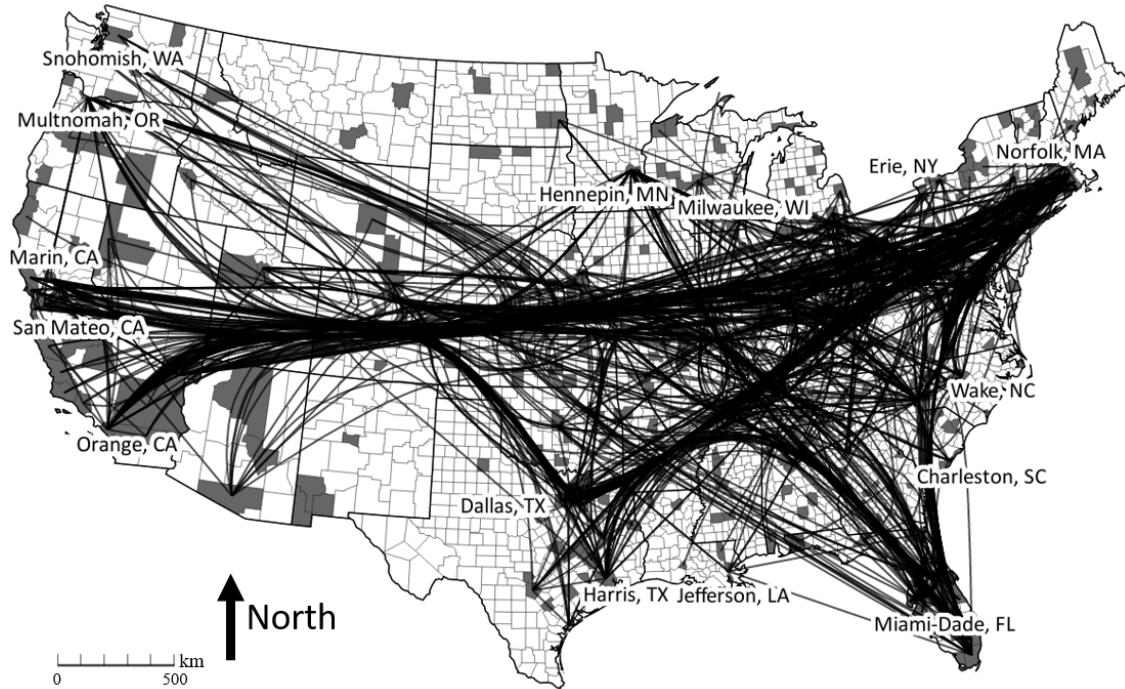 Snohomish, WA
Multnomah, OR
Erie, NY
Norfolk, MA
Hennepin, MN
Milwaukee, WI
Marin, CA
San Mateo, CA
Wake, NC
Orange, CA
Charleston, SC
Dallas, TX
Harris, TX
Jefferson, LA
Miami-Dade, FL
North
km
0
500